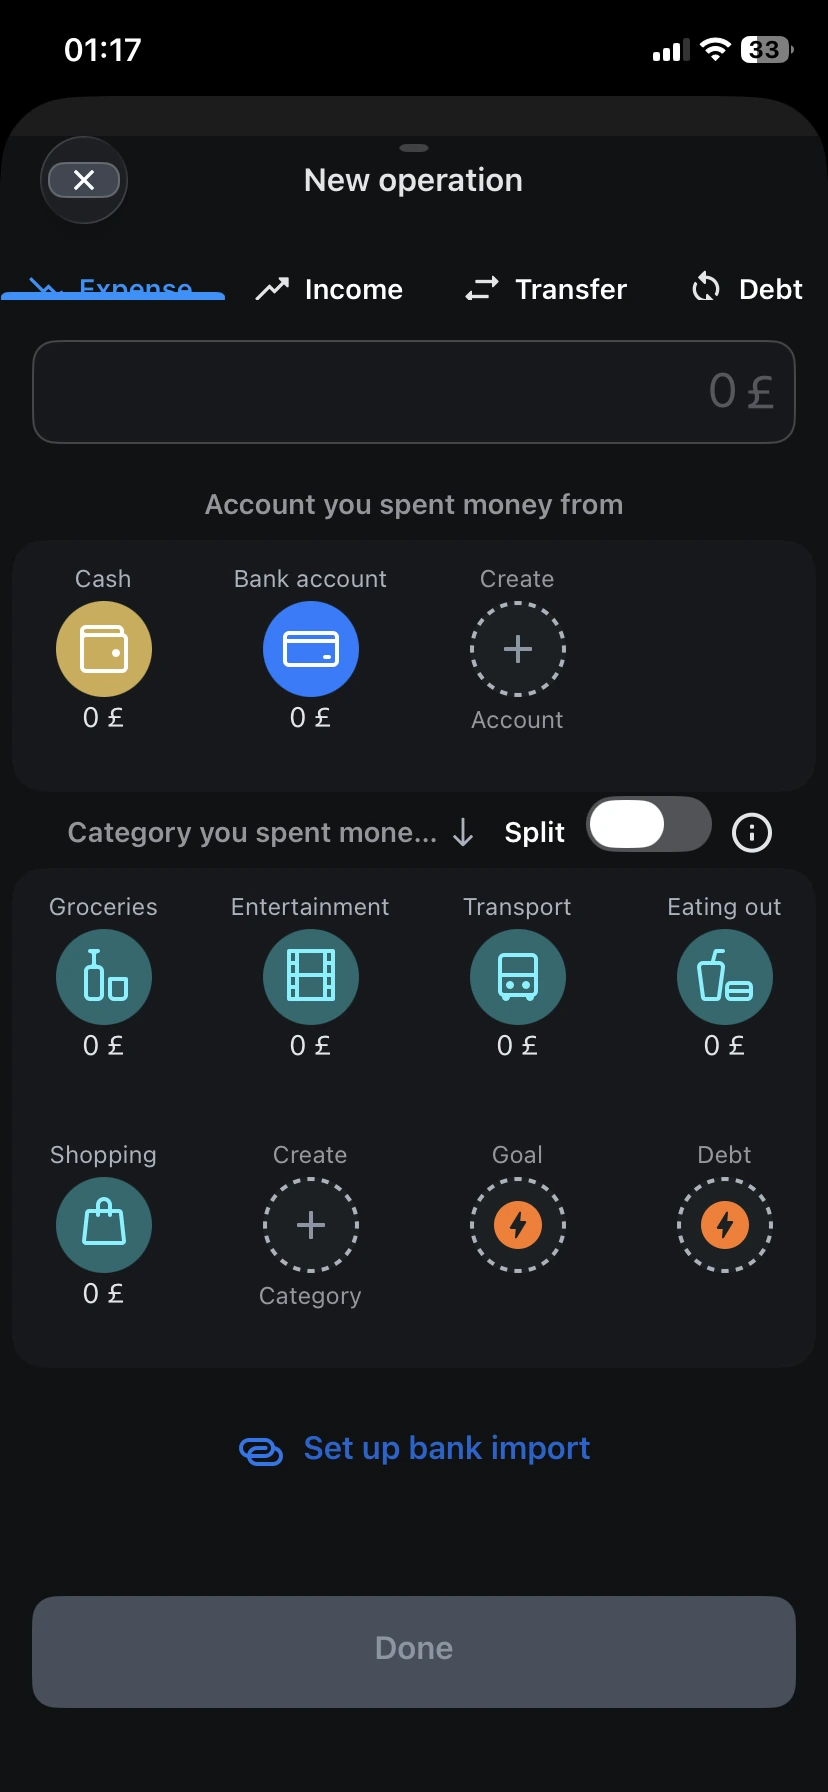 01:17
33
New operation
Expense
Income
Transfer
Debt
0 £
Account you spent money from
Cash
Bank account
Create
0 £
0 £
Account
Category you spent mone...
Split
Groceries
Entertainment
Transport
Eating out
0 £
0 £
0 £
0 £
Shopping
Create
Goal
Debt
0 £
Category
Set up bank import
Done